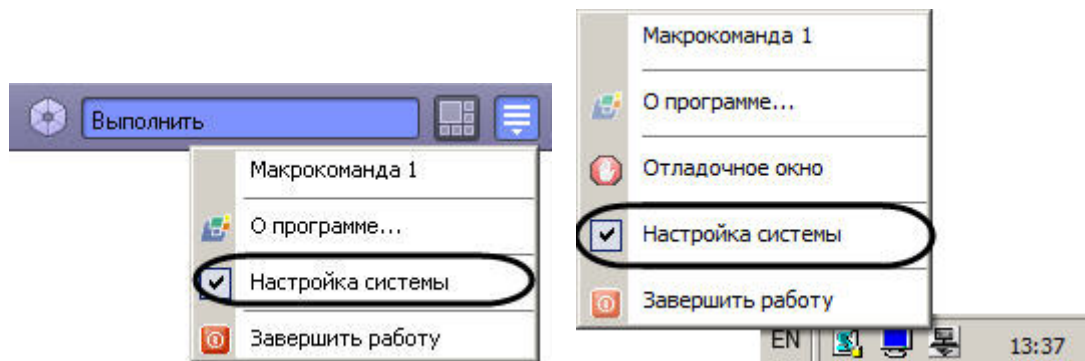 Выполнить
Макрокоманда 1
О программе...
Настройка системы
Завершить работу
Макрокоманда 1
О программе...
Отладочное окно
Настройка системы
Завершить работу
EN 13:37